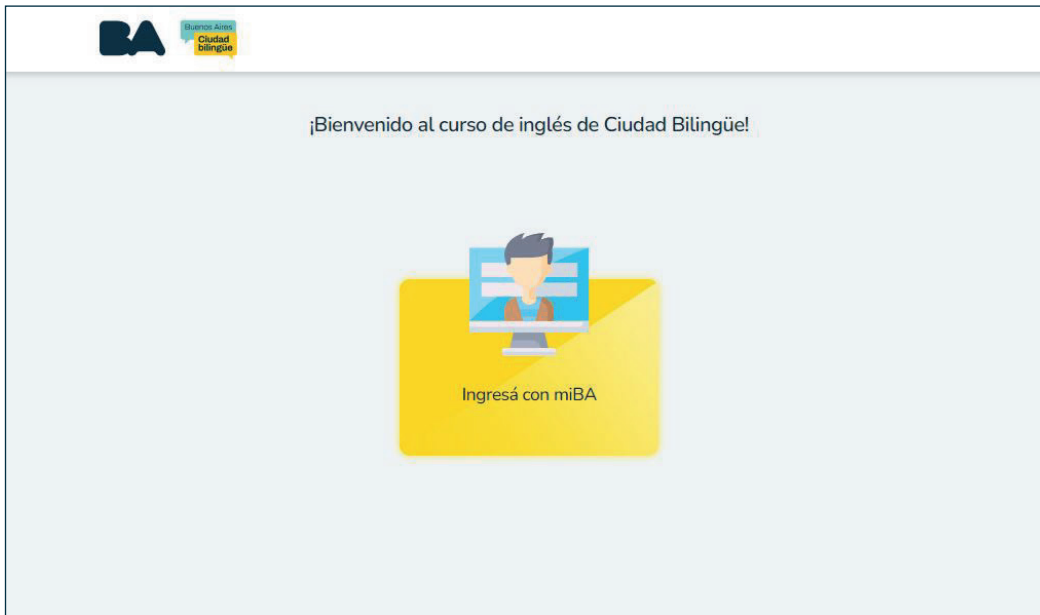 BA
Buenos Aires
Ciudad
bilingüe
¡Bienvenido al curso de inglés de Ciudad Bilingüe!
Ingresá con miBA